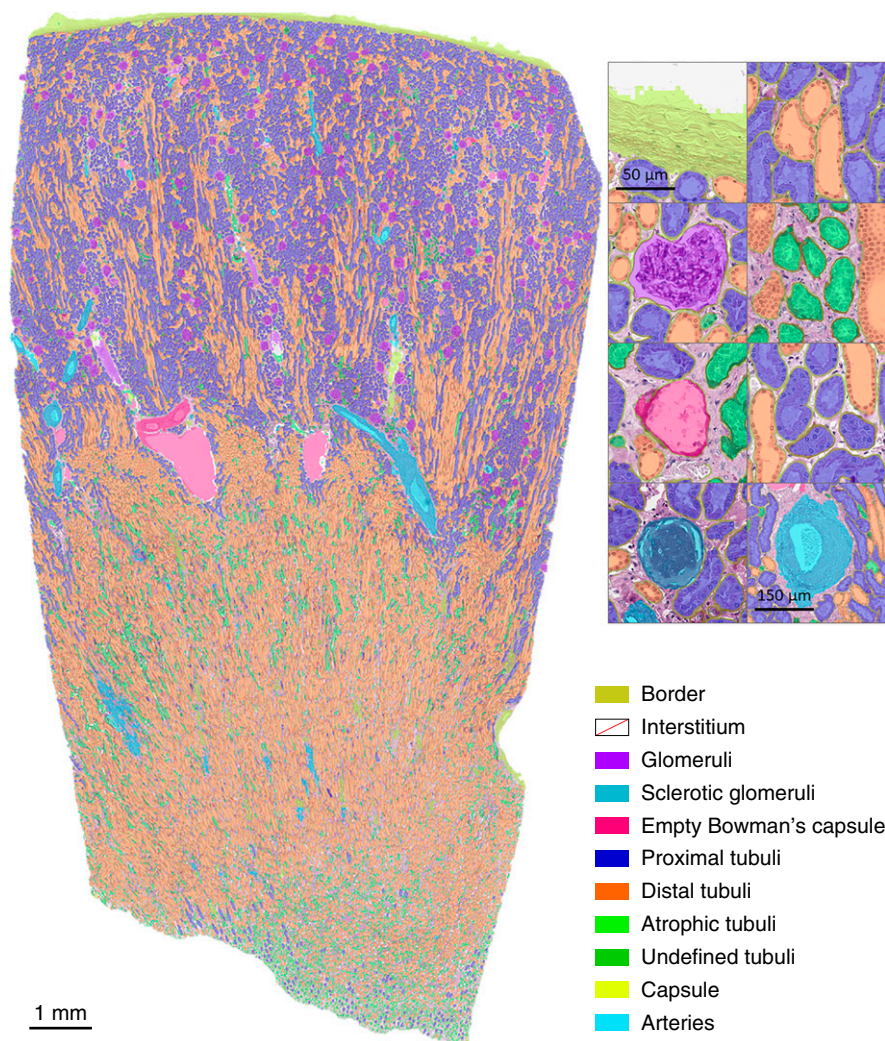 50 μm
150 μm
Border
Interstitium
Glomeruli
Sclerotic glomeruli
Empty Bowman's capsule
Proximal tubuli
Distal tubuli
Atrophic tubuli
Undefined tubuli
Capsule
Arteries
1 mm